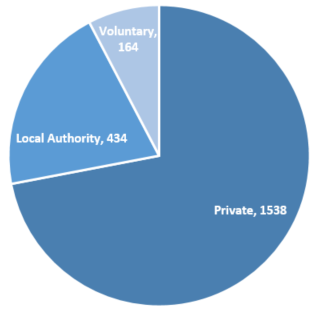 Voluntary,
164
Local Authority, 434
Private, 1538